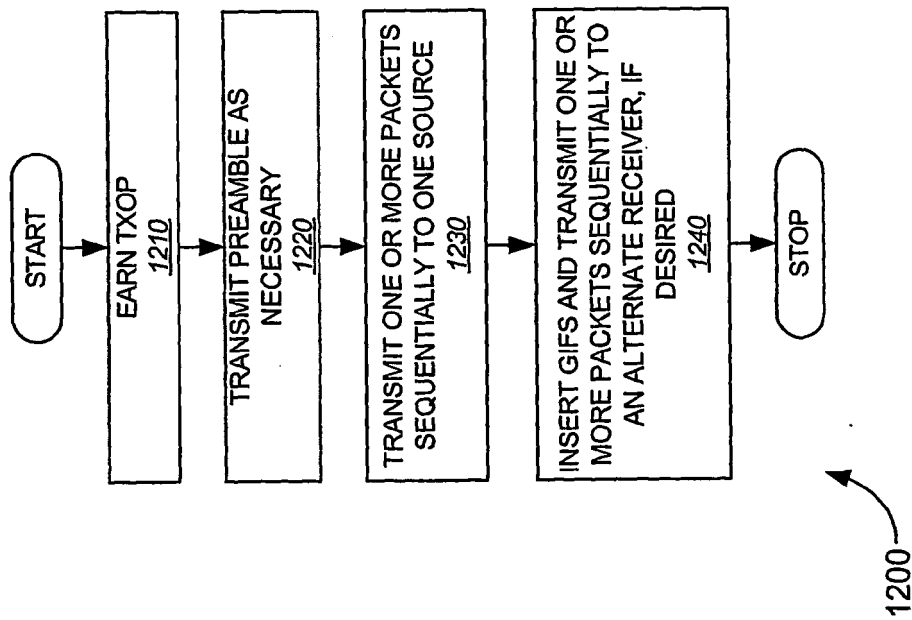 START
EARN TXOP
1210
TRANSMIT PREAMBLE AS
NECESSARY
1220
TRANSMIT ONE OR MORE PACKETS
SEQUENTIALLY TO ONE SOURCE
1230
INSERT GIFS AND TRANSMIT ONE OR
MORE PACKETS SEQUENTIALLY TO
AN ALTERNATE RECEIVER, IF
DESIRED
1240
STOP
1200